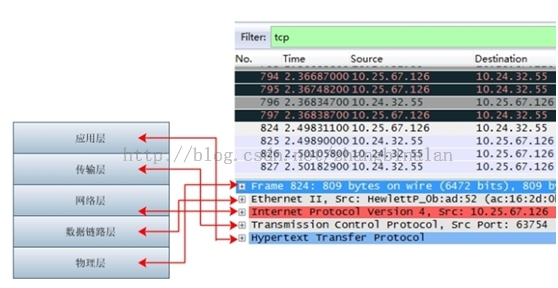 Filter: tcp
No. Time Source Destination
794 2.36687000 10.25.67.126 10.24.32.55
795 2.36748200 10.25.67.126 10.24.32.55
796 2.36834700 10.24.32.55 10.25.67.126
797 2.36838700 10.25.67.126 10.24.32.55
824 2.49831100 10.25.67.126 10.24.32.55
825 2.49890000 10.24.32.55 10.25.67.126
826 2.50105800 10.24.32.55 10.25.67.126
827 10.24.32.55 10.25.67.126
应用层
传输层
网络层
数据链路层
物理层
Frame 824: 809 bytes on wire (6472 bits), 809 b
Ethernet II, Src: HewlettP_0b:ad:52 (ac:16:2d:0b
Internet Protocol Version 4, Src: 10.25.67.126
Transmission Control Protocol, Src Port: 63754
Hypertext Transfer Protocol